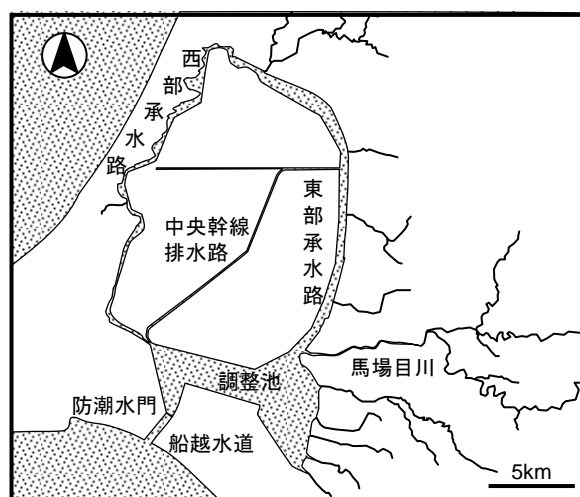 西部承水路
中央幹線
排水路
東部承水路
馬場目川
調整池
防潮水門
船越水道
5km